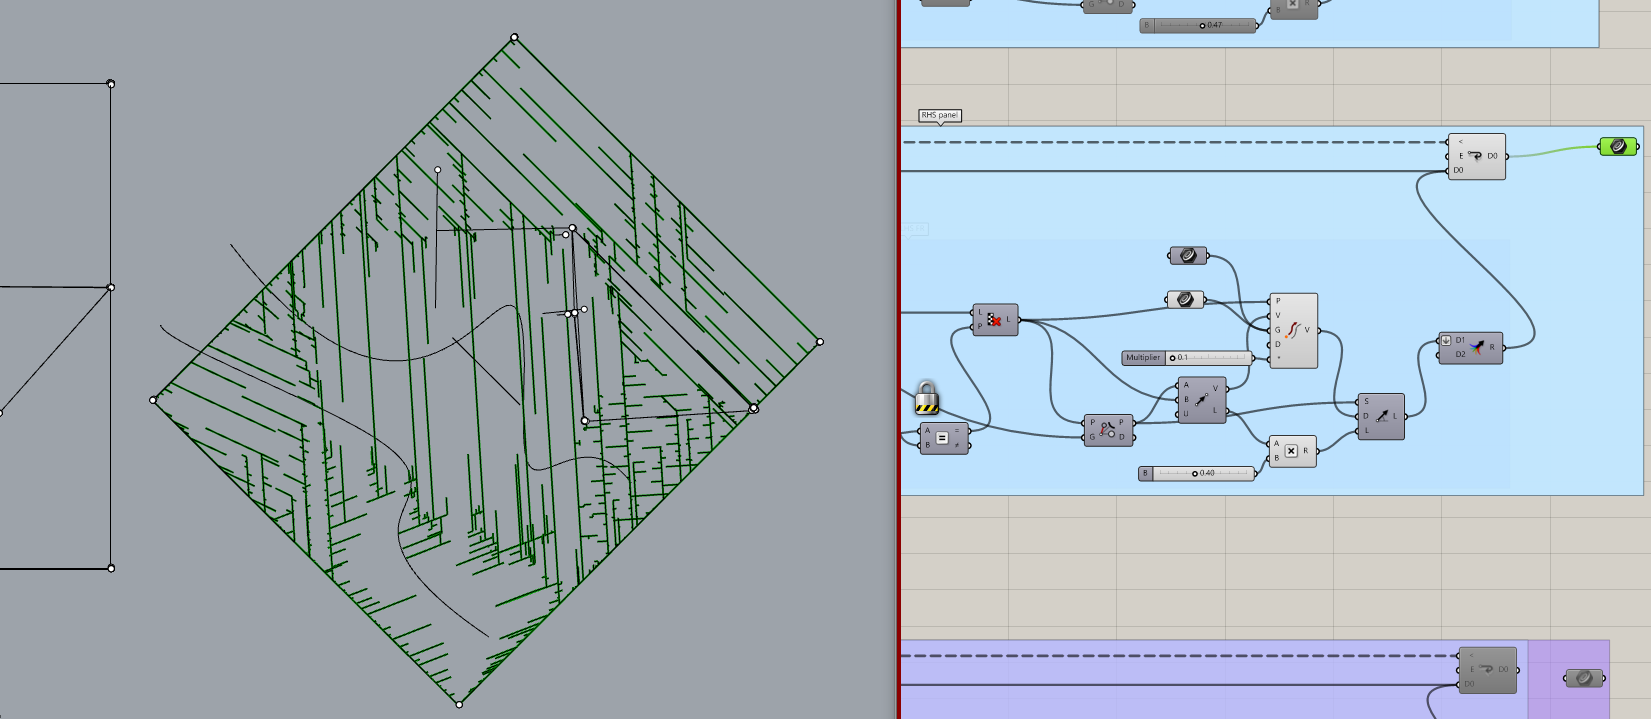 G D
B 0.47
B R
RHS panel
<
E D0
D0
L L
P
P
V
G V
D
*
Multiplier 0.1
D1 R
D2
A V
B
U L
S
D L
L
P P
G D
A =
B ≠
A R
B
B 0.40
<
E D0
D0